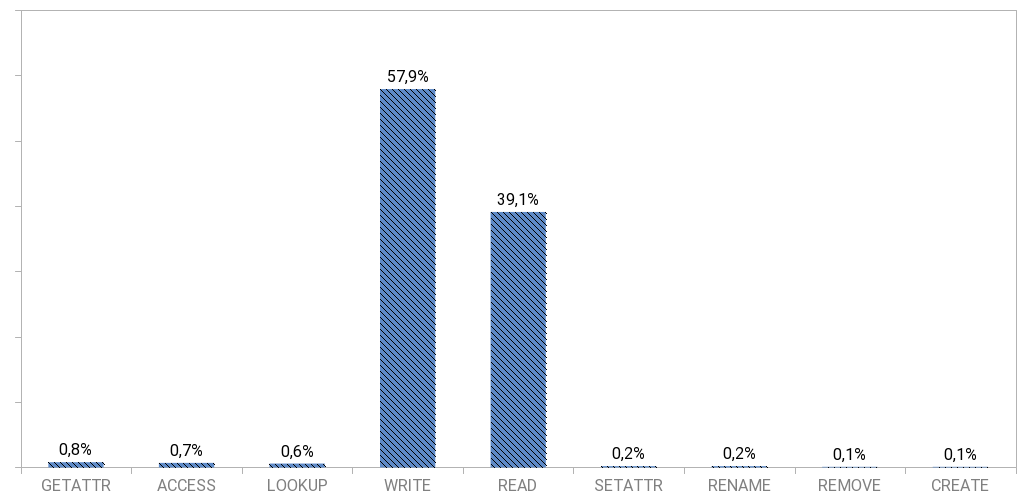 57,9%
39,1%
0,8%
0,7%
0,6%
0,2%
0,2%
0,1%
0,1%
GETATTR
ACCESS
LOOKUP
WRITE
READ
SETATTR
RENAME
REMOVE
CREATE